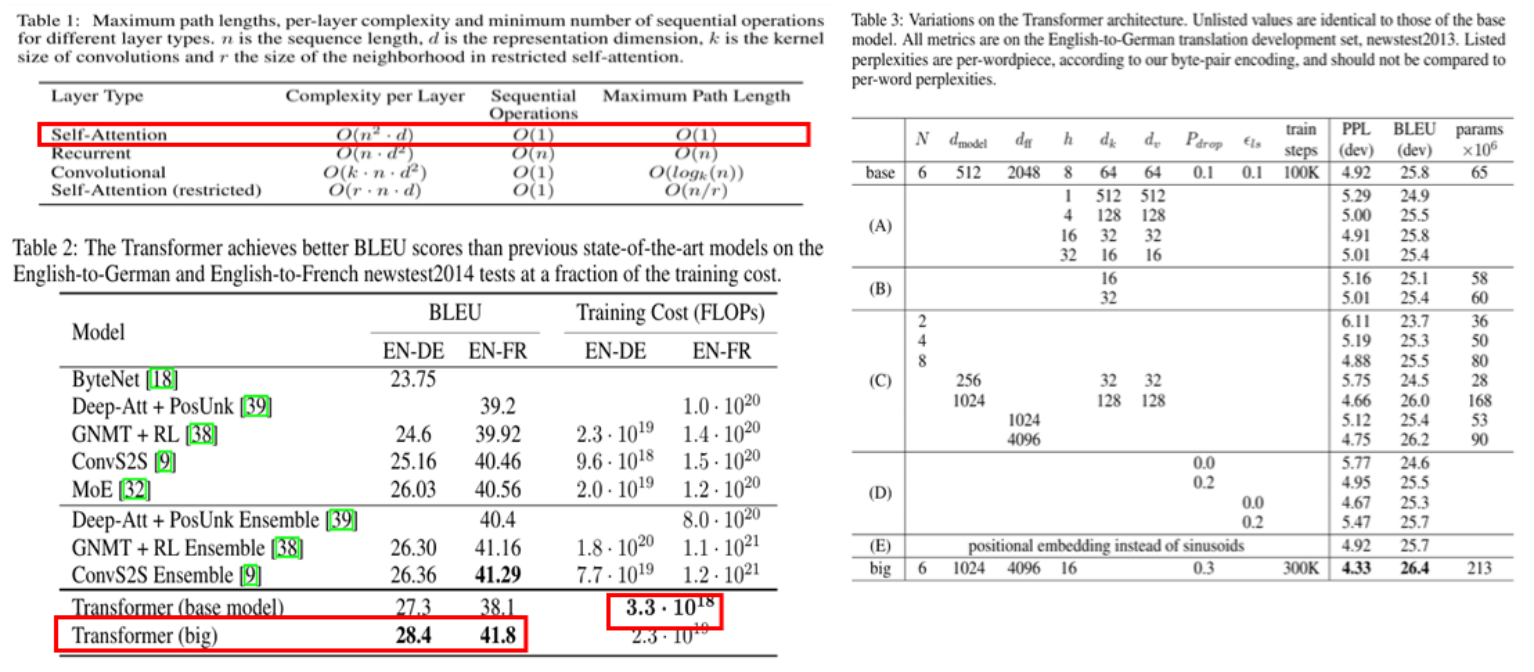 Table 1: Maximum path lengths, per-layer complexity and minimum number of sequential operations
for different layer types. n is the sequence length, d is the representation dimension, k is the kernel
size of convolutions and r the size of the neighborhood in restricted self-attention.
Layer Type Complexity per Layer Sequential Maximum Path Length
Operations
Self-Attention O(n² · d) O(1) O(1)
Recurrent O(n · d²) O(n) O(n)
Convolutional O(k · n · d²) O(1) O(logₖ(n))
Self-Attention (restricted) O(r · n · d) O(1) O(n/r)
Table 2: The Transformer achieves better BLEU scores than previous state-of-the-art models on the
English-to-German and English-to-French newstest2014 tests at a fraction of the training cost.
Model BLEU Training Cost (FLOPs)
EN-DE EN-FR EN-DE EN-FR
ByteNet [18] 23.75
Deep-Att + PosUnk [39] 39.2 1.0 · 10²⁰
GNMT + RL [38] 24.6 39.92 2.3 · 10¹⁹ 1.4 · 10²⁰
ConvS2S [9] 25.16 40.46 9.6 · 10¹⁸ 1.5 · 10²⁰
MoE [32] 26.03 40.56 2.0 · 10¹⁹ 1.2 · 10²⁰
Deep-Att + PosUnk Ensemble [39] 40.4 8.0 · 10²⁰
GNMT + RL Ensemble [38] 26.30 41.16 1.8 · 10²⁰ 1.1 · 10²¹
ConvS2S Ensemble [9] 26.36 41.29 7.7 · 10¹⁹ 1.2 · 10²¹
Transformer (base model) 27.3 38.1 3.3 · 10¹⁸
Transformer (big) 28.4 41.8 2.3 · 10¹⁹
Table 3: Variations on the Transformer architecture. Unlisted values are identical to those of the base
model. All metrics are on the English-to-German translation development set, newstest2013. Listed
perplexities are per-wordpiece, according to our byte-pair encoding, and should not be compared to
per-word perplexities.
N d_model d_ff h d_k d_v P_drop ε_ls train steps PPL (dev) BLEU (dev) params ×10⁶
base 6 512 2048 8 64 64 0.1 0.1 100K 4.92 25.8 65
(A)
1 512 512 5.29 24.9
4 128 128 5.00 25.5
16 32 32 4.91 25.8
32 16 16 5.01 25.4
(B)
16 5.16 25.1 58
32 5.01 25.4 60
(C)
2 6.11 23.7 36
4 5.19 25.3 50
8 4.88 25.5 80
256 32 32 5.75 24.5 28
1024 128 128 4.66 26.0 168
1024 5.12 25.4 53
4096 4.75 26.2 90
(D)
0.0 5.77 24.6
0.2 4.95 25.5
0.0 4.67 25.3
0.2 5.47 25.7
(E) positional embedding instead of sinusoids 4.92 25.7
big 6 1024 4096 16 0.3 300K 4.33 26.4 213